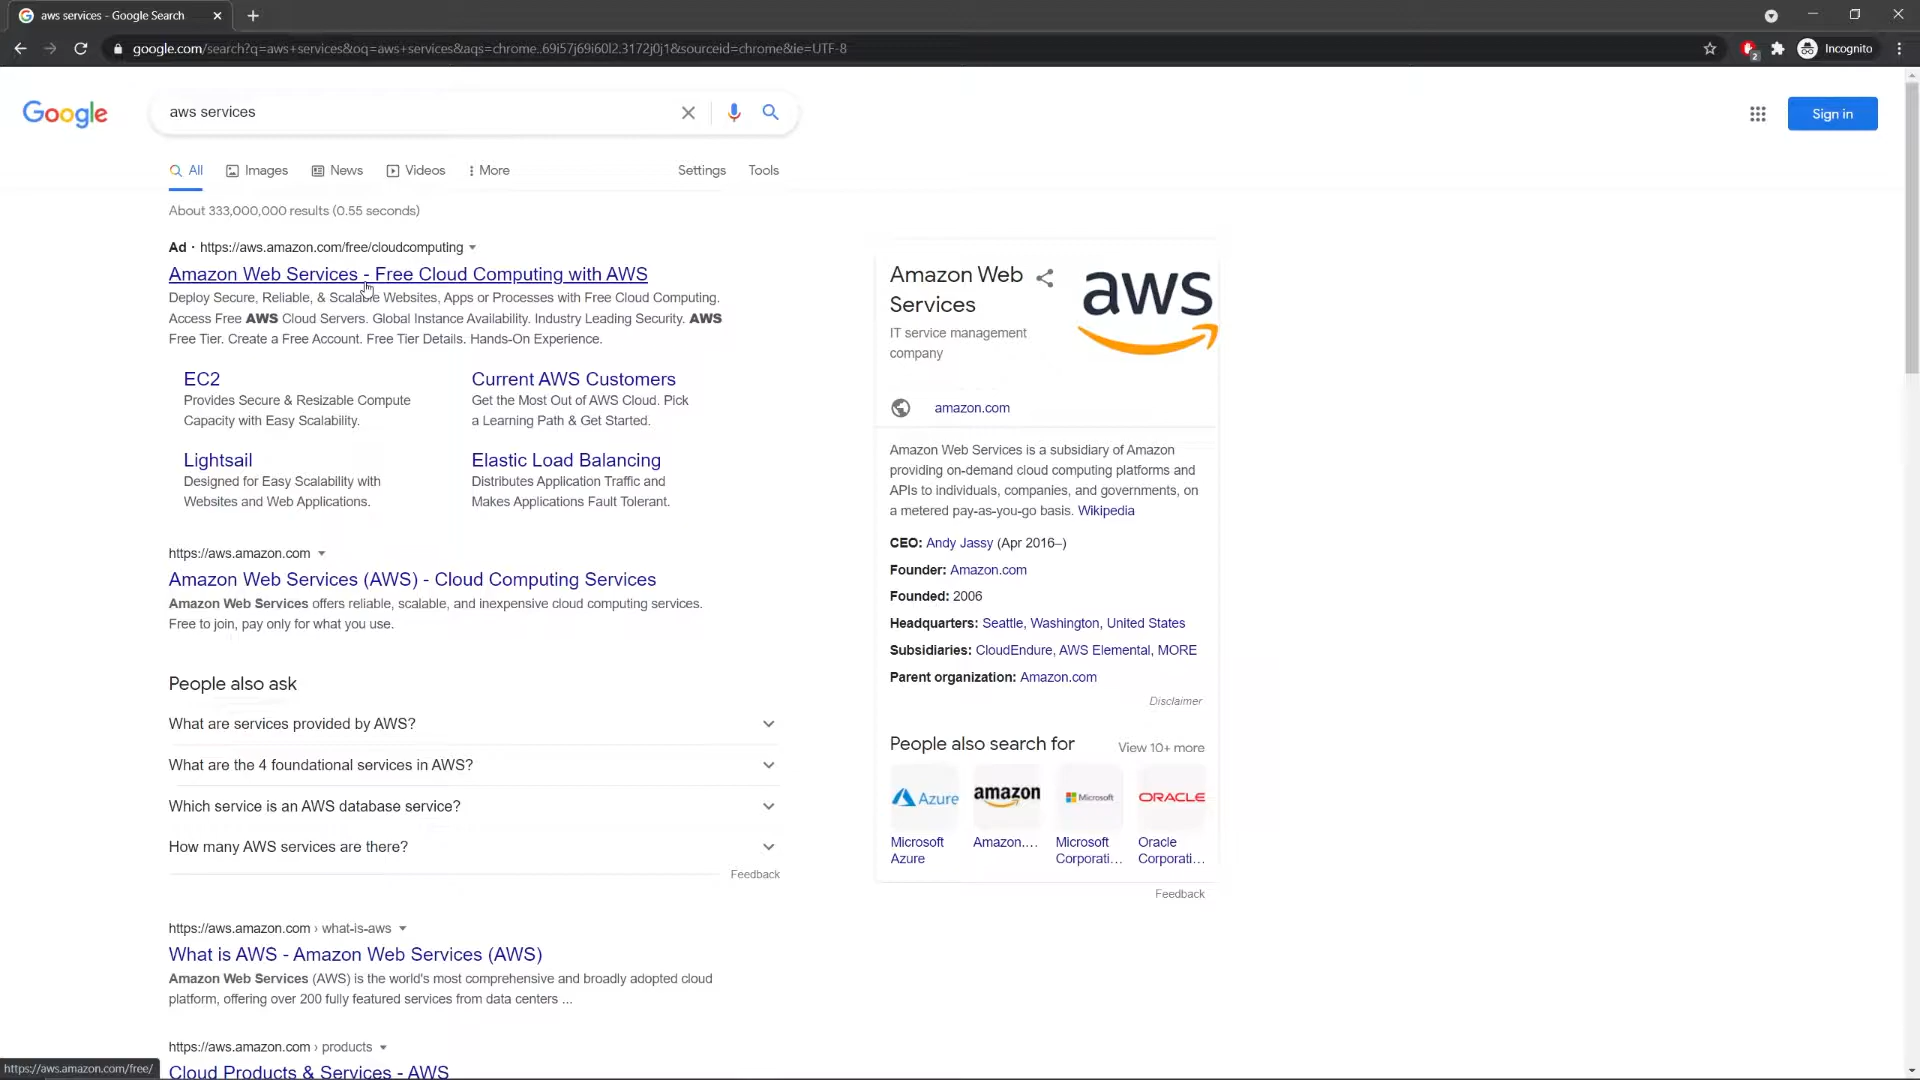 aws services - Google Search
google.com/search?q=aws+services&oq=aws+services&aqs=chrome..69i57j69i60l2.3172j0j1&sourceid=chrome&ie=UTF-8
2
Incognito
Google
aws services
Sign in
All Images News Videos More Settings Tools
About 333,000,000 results (0.55 seconds)
Ad · https://aws.amazon.com/free/cloudcomputing
Amazon Web Services - Free Cloud Computing with AWS
Deploy Secure, Reliable, & Scalable Websites, Apps or Processes with Free Cloud Computing.
Access Free AWS Cloud Servers. Global Instance Availability. Industry Leading Security. AWS
Free Tier. Create a Free Account. Free Tier Details. Hands-On Experience.
EC2
Provides Secure & Resizable Compute
Capacity with Easy Scalability.
Current AWS Customers
Get the Most Out of AWS Cloud. Pick
a Learning Path & Get Started.
Lightsail
Designed for Easy Scalability with
Websites and Web Applications.
Elastic Load Balancing
Distributes Application Traffic and
Makes Applications Fault Tolerant.
https://aws.amazon.com
Amazon Web Services (AWS) - Cloud Computing Services
Amazon Web Services offers reliable, scalable, and inexpensive cloud computing services.
Free to join, pay only for what you use.
People also ask
What are services provided by AWS?
What are the 4 foundational services in AWS?
Which service is an AWS database service?
How many AWS services are there?
Feedback
https://aws.amazon.com › what-is-aws
What is AWS - Amazon Web Services (AWS)
Amazon Web Services (AWS) is the world's most comprehensive and broadly adopted cloud
platform, offering over 200 fully featured services from data centers ...
https://aws.amazon.com › products
Cloud Products & Services - AWS
Amazon Web
Services
IT service management
company
aws
amazon.com
Amazon Web Services is a subsidiary of Amazon
providing on-demand cloud computing platforms and
APIs to individuals, companies, and governments, on
a metered pay-as-you-go basis. Wikipedia
CEO: Andy Jassy (Apr 2016–)
Founder: Amazon.com
Founded: 2006
Headquarters: Seattle, Washington, United States
Subsidiaries: CloudEndure, AWS Elemental, MORE
Parent organization: Amazon.com
Disclaimer
People also search for
View 10+ more
Azure
amazon
Microsoft
ORACLE
Microsoft
Azure
Amazon....
Microsoft
Corporati...
Oracle
Corporati...
Feedback
https://aws.amazon.com/free/